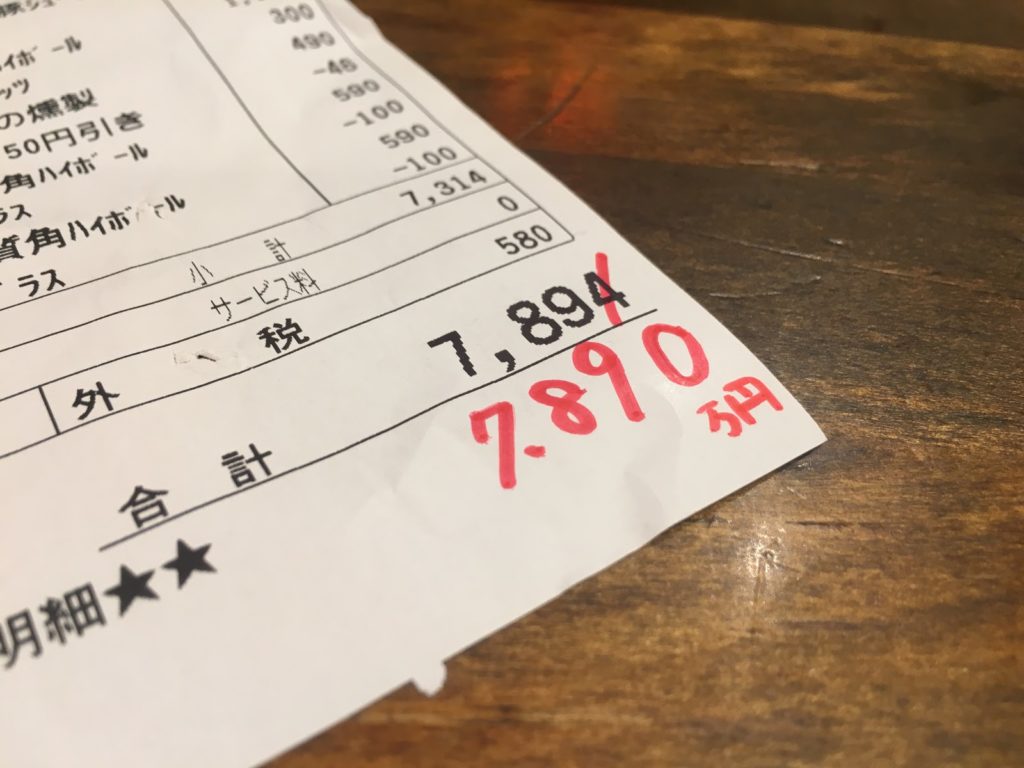 ハイボール
ッツ 300
の燻製 490
50円引き -46
角ハイボール 590
ラス -100
角ハイボール 590
グラス -100
小 計 7,314
サービス料 0
外 税 580
合 計 7,894
7.890
万円
明細★★